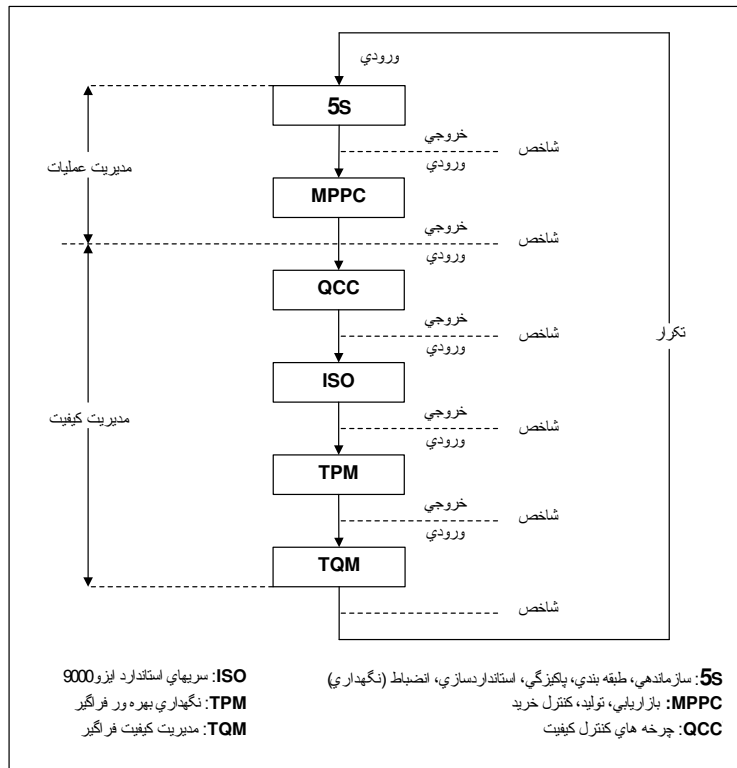 ورودي
5S
خروجي
شاخص
ورودي
مديريت عمليات
MPPC
خروجي
شاخص
ورودي
QCC
خروجي
شاخص
ورودي
تكرار
ISO
خروجي
شاخص
ورودي
مديريت كيفيت
TPM
خروجي
شاخص
ورودي
TQM
شاخص
5S: سازماندهي، طبقه بندي، پاكيزگي، استانداردسازي، انضباط (نگهداري)
MPPC: بازاريابي، توليد، كنترل خريد
QCC: چرخه هاي كنترل كيفيت
ISO: سريهاي استاندارد ايزو9000
TPM: نگهداري بهره ور فراگير
TQM: مديريت كيفيت فراگير